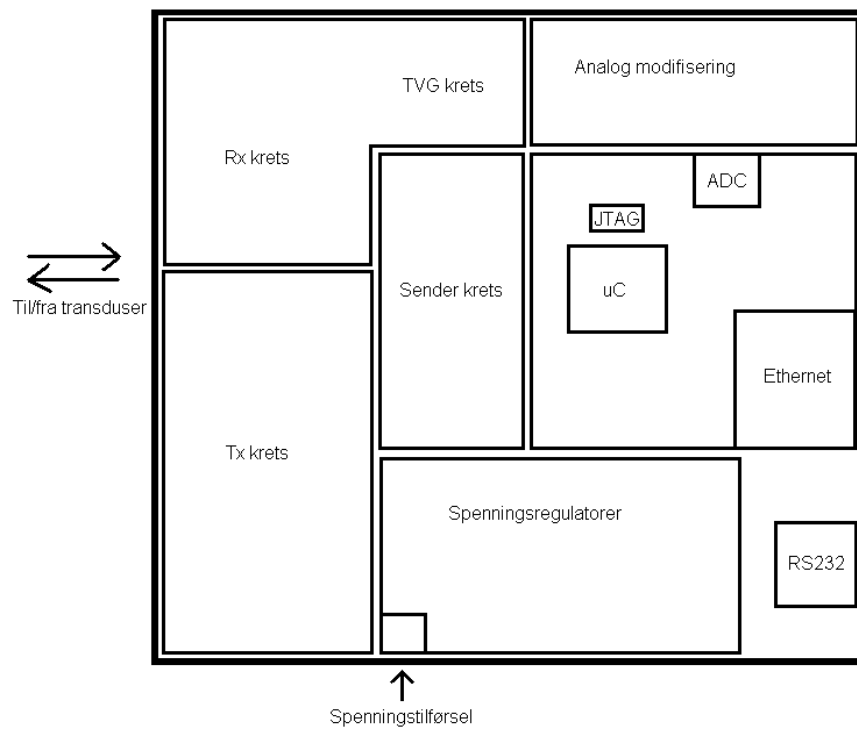 TVG krets
Analog modifisering
Rx krets
ADC
JTAG
Til/fra transduser
Sender krets
uC
Ethernet
Tx krets
Spenningsregulatorer
RS232
Spenningstilførsel